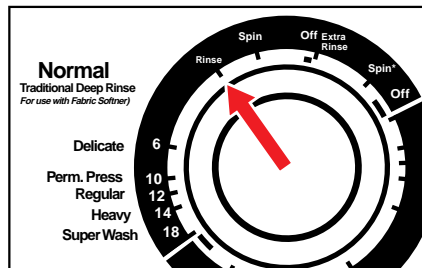 Normal
Traditional Deep Rinse
(For use with Fabric Softner)
Rinse
Spin
Off
Extra
Rinse
Spin*
Off
Delicate 6
Perm. Press 10
Regular 12
Heavy 14
Super Wash 18